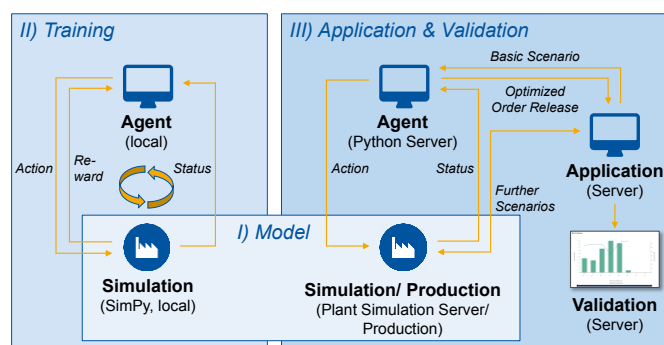 II) Training
III) Application & Validation
Basic Scenario
Optimized
Order Release
Agent
(local)
Agent
(Python Server)
Application
(Server)
Action
Re-
ward
Status
Action
Status
Further
Scenarios
I) Model
Simulation
(SimPy, local)
Simulation/ Production
(Plant Simulation Server/
Production)
Validation
(Server)